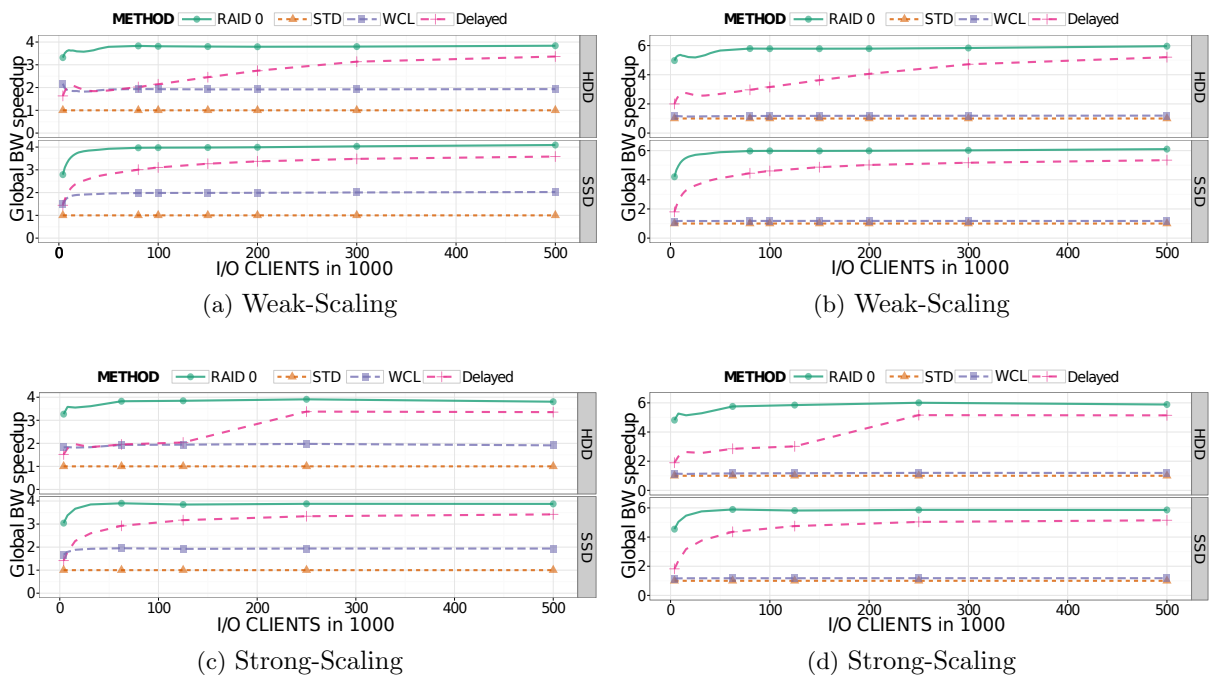 METHOD RAID 0 STD WCL Delayed
Global BW speedup
4
3
2
1
0
HDD
4
3
2
1
0
SSD
0 100 200 300 400 500
I/O CLIENTS in 1000
(a) Weak-Scaling
METHOD RAID 0 STD WCL Delayed
Global BW speedup
6
4
2
0
HDD
6
4
2
0
SSD
0 100 200 300 400 500
I/O CLIENTS in 1000
(b) Weak-Scaling
METHOD RAID 0 STD WCL Delayed
Global BW speedup
4
3
2
1
0
HDD
4
3
2
1
0
SSD
0 100 200 300 400 500
I/O CLIENTS in 1000
(c) Strong-Scaling
METHOD RAID 0 STD WCL Delayed
Global BW speedup
6
4
2
0
HDD
6
4
2
0
SSD
0 100 200 300 400 500
I/O CLIENTS in 1000
(d) Strong-Scaling